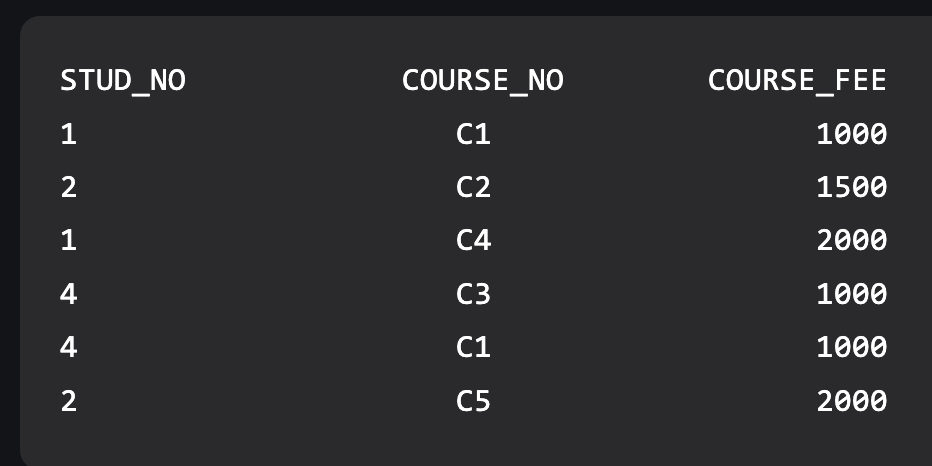 STUD_NO COURSE_NO COURSE_FEE
1 C1 1000
2 C2 1500
1 C4 2000
4 C3 1000
4 C1 1000
2 C5 2000